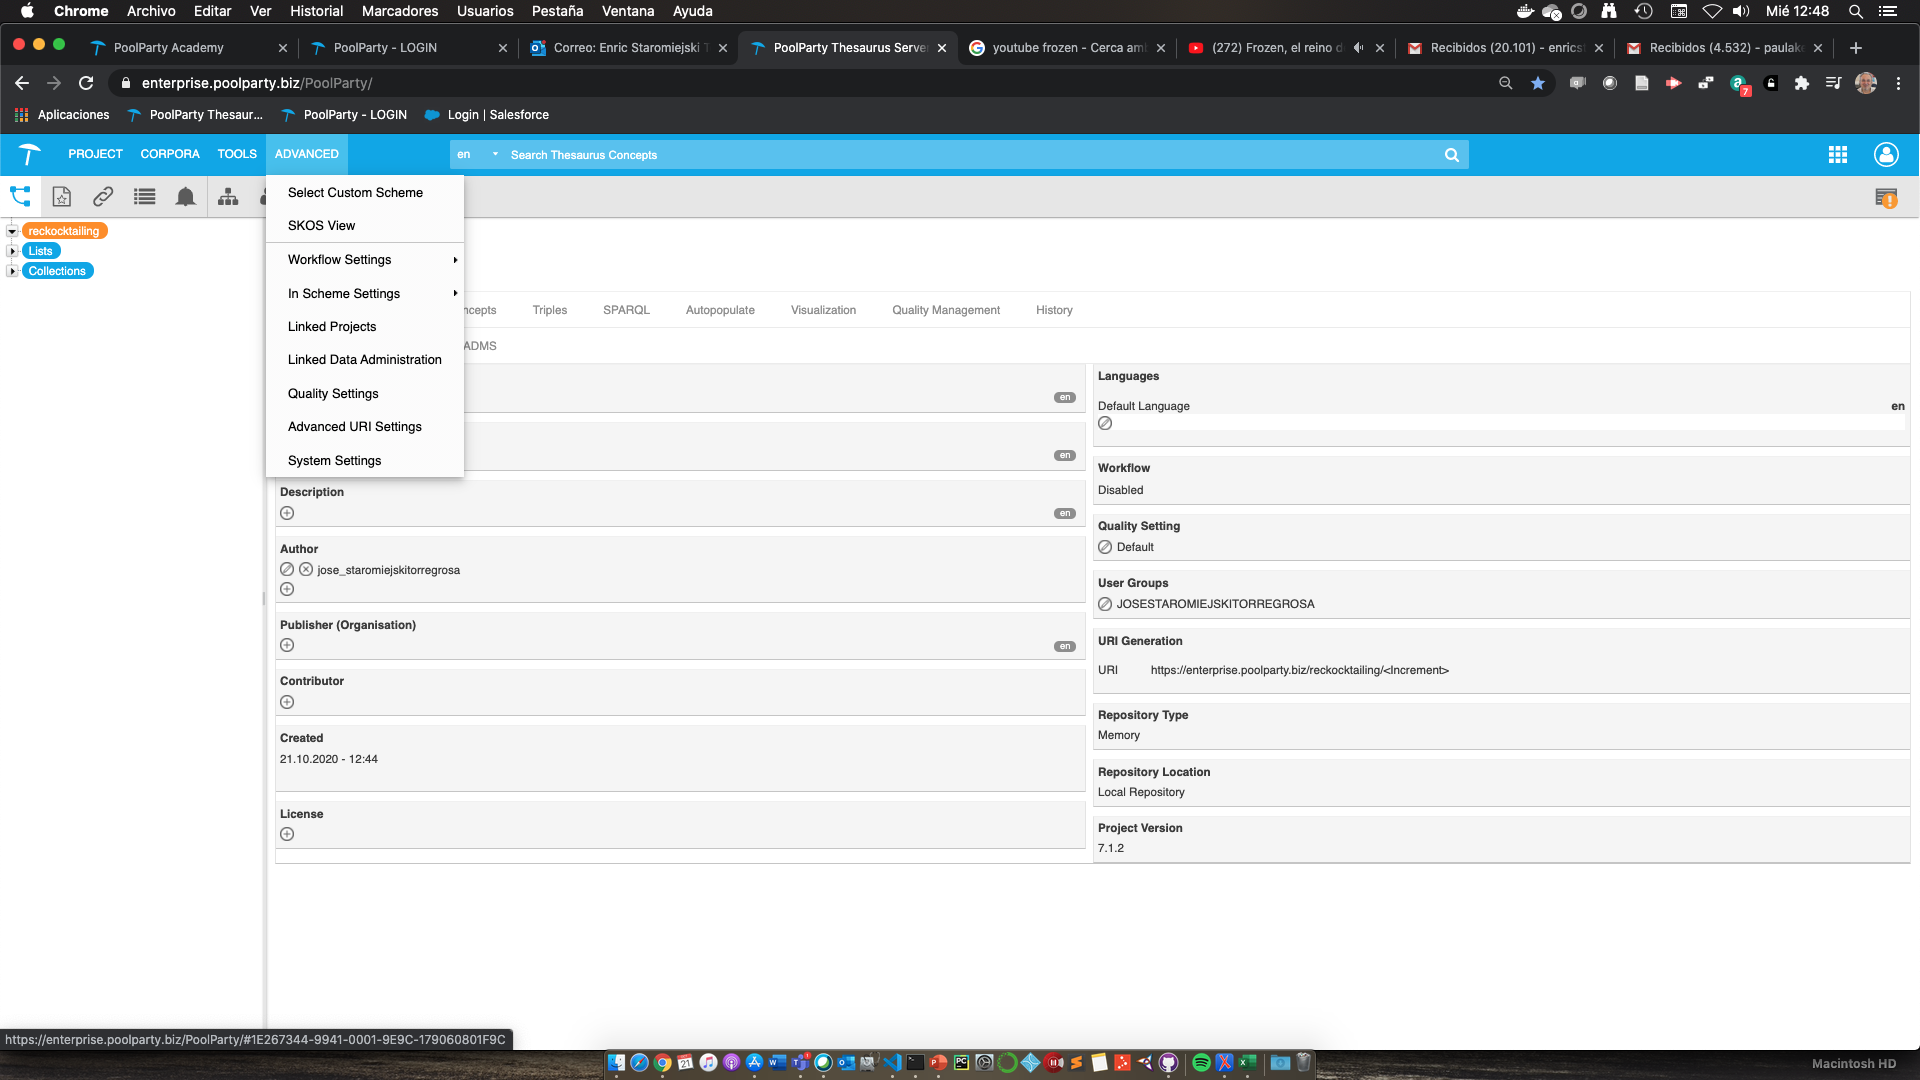 Chrome Archivo Editar Ver Historial Marcadores Usuarios Pestaña Ventana Ayuda Mié 12:48
PoolParty Academy PoolParty - LOGIN Correo: Enric Staromiejski PoolParty Thesaurus Serve youtube frozen - Cerca am (272) Frozen, el reino d Recibidos (20.101) - enrics Recibidos (4.532) - paulak
enterprise.poolparty.biz/PoolParty/
7
Aplicaciones PoolParty Thesaur... PoolParty - LOGIN Login | Salesforce
PROJECT CORPORA TOOLS ADVANCED en Search Thesaurus Concepts
Select Custom Scheme
SKOS View
Workflow Settings
In Scheme Settings
Linked Projects
Linked Data Administration
Quality Settings
Advanced URI Settings
System Settings
reckocktailing
Lists
Collections
ncepts Triples SPARQL Autopopulate Visualization Quality Management History
ADMS
en
en
Description
en
Author
jose_staromiejskitorregrosa
Publisher (Organisation)
en
Contributor
Created
21.10.2020 - 12:44
License
Languages
Default Language en
Workflow
Disabled
Quality Setting
Default
User Groups
JOSESTAROMIEJSKITORREGROSA
URI Generation
URI https://enterprise.poolparty.biz/reckocktailing/<Increment>
Repository Type
Memory
Repository Location
Local Repository
Project Version
7.1.2
https://enterprise.poolparty.biz/PoolParty/#1E267344-9941-0001-9E9C-179060801F9C
21
Macintosh HD